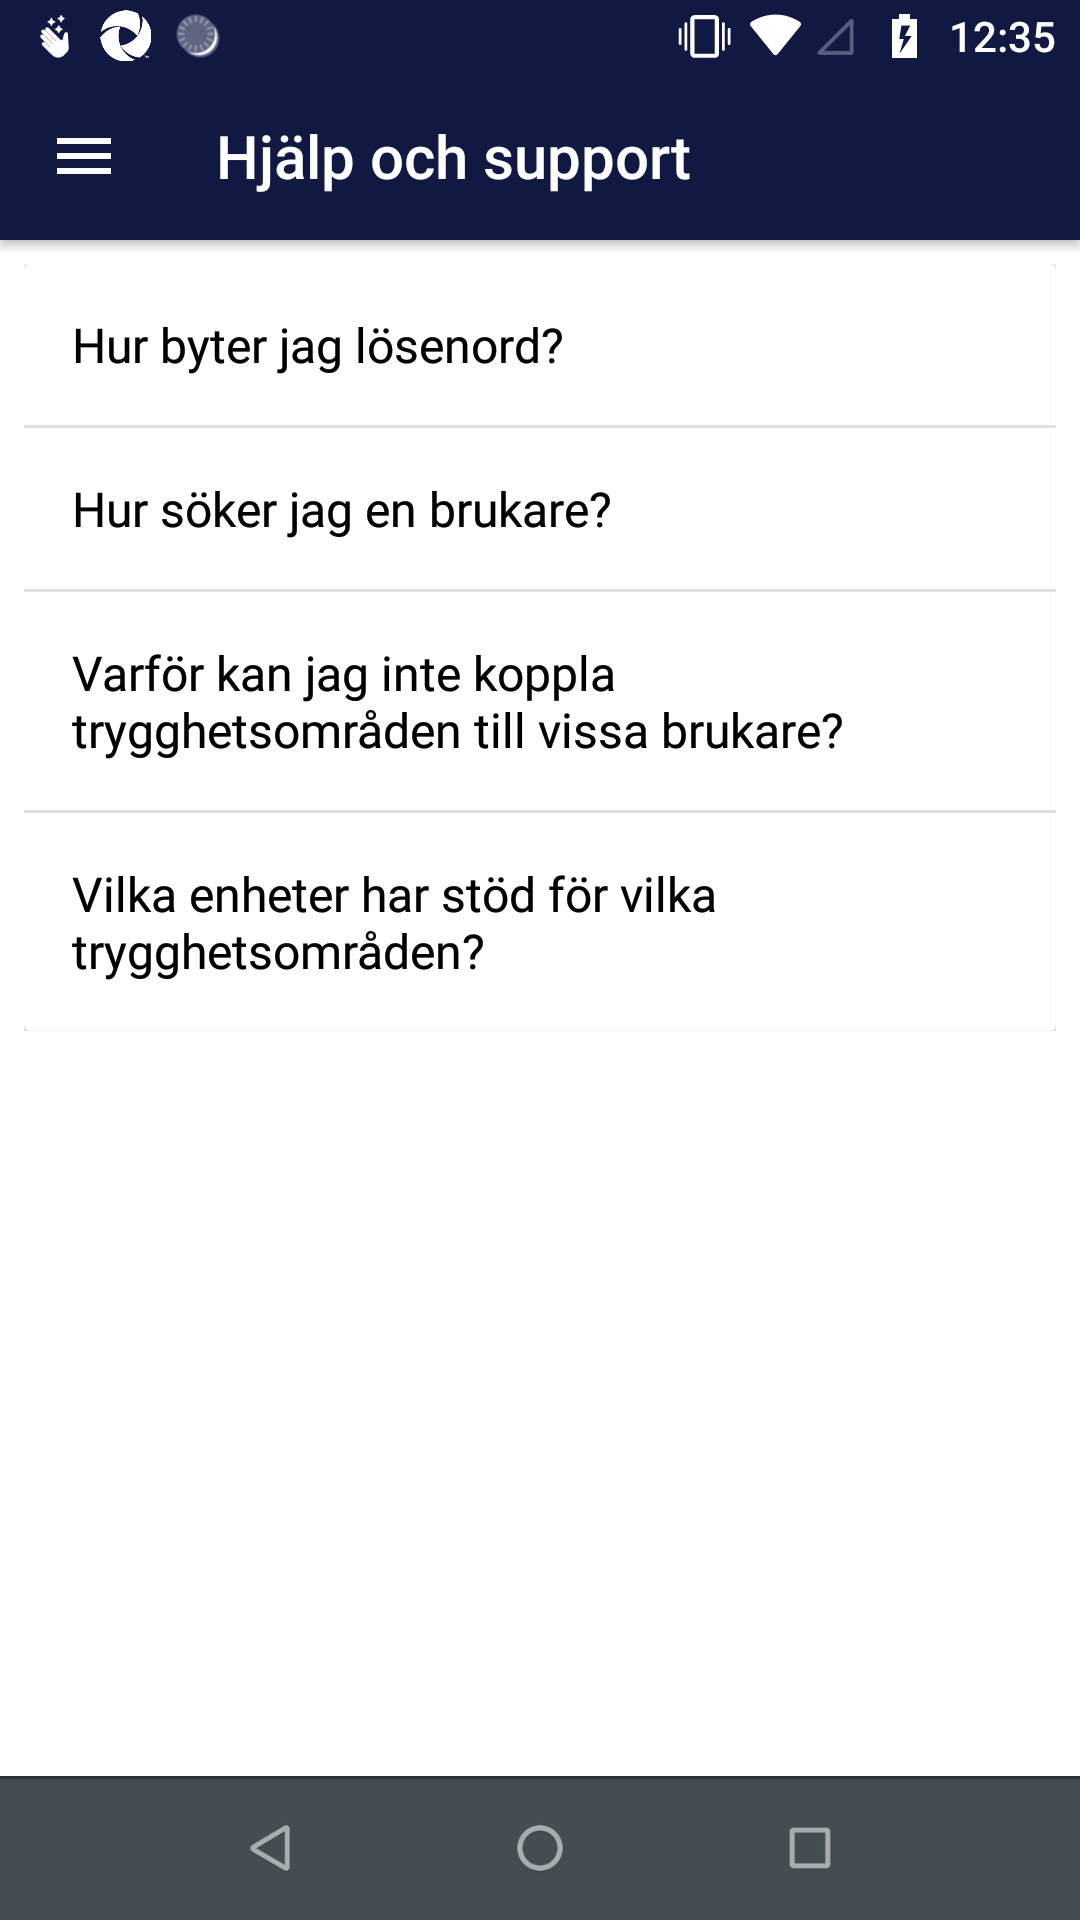 12:35
Hjälp och support
Hur byter jag lösenord?
Hur söker jag en brukare?
Varför kan jag inte koppla
trygghetsområden till vissa brukare?
Vilka enheter har stöd för vilka
trygghetsområden?